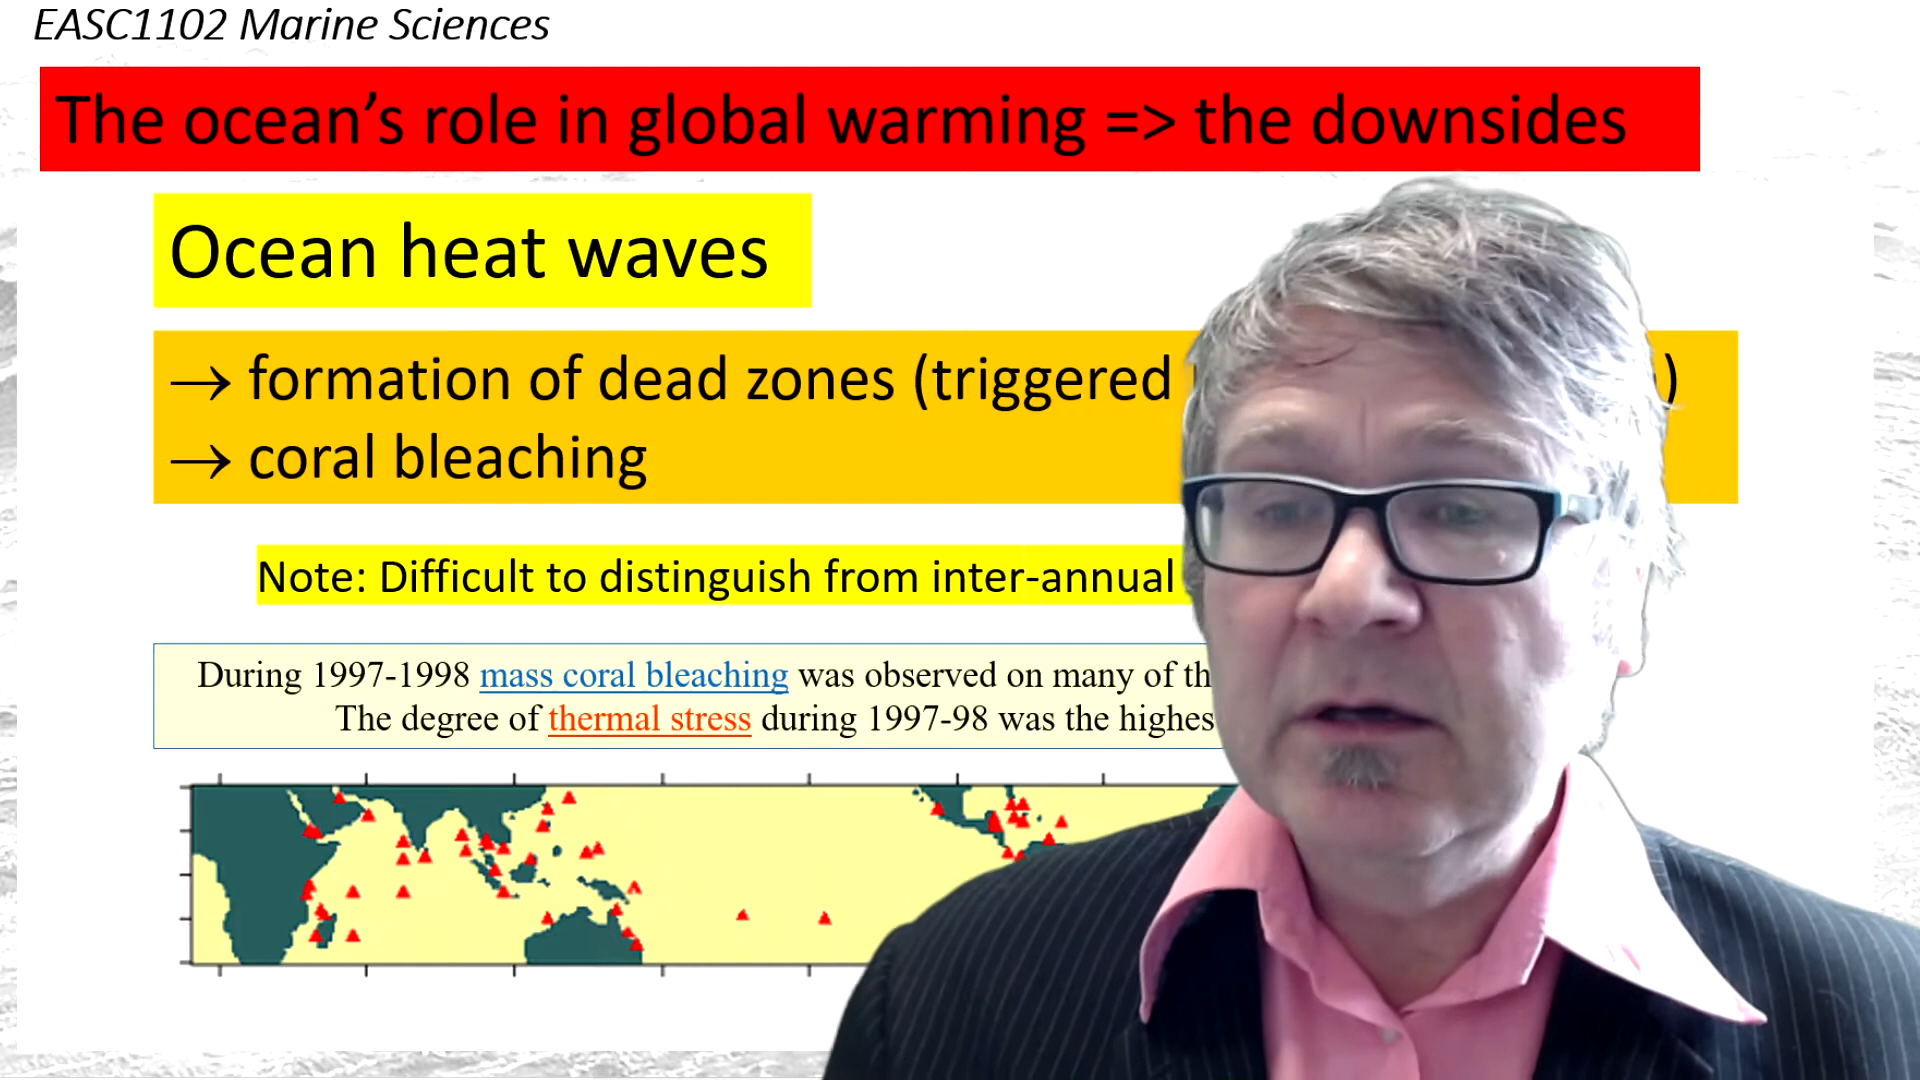 EASC1102 Marine Sciences
The ocean's role in global warming => the downsides
Ocean heat waves
→ formation of dead zones (triggered )
→ coral bleaching
Note: Difficult to distinguish from inter-annual
During 1997-1998 mass coral bleaching was observed on many of
The degree of thermal stress during 1997-98 was the